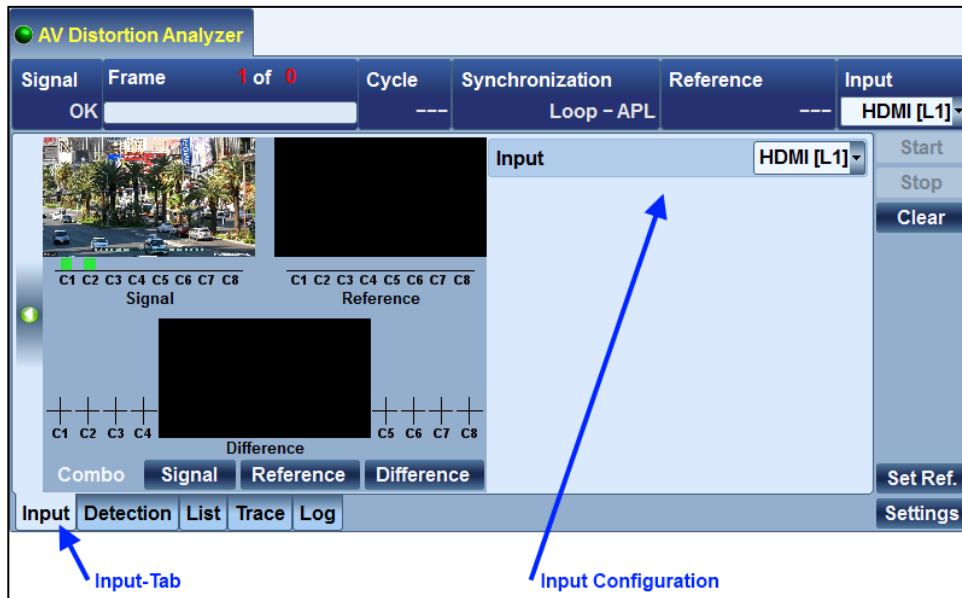 AV Distortion Analyzer
Signal Frame 1 of 0 Cycle Synchronization Reference Input
OK --- Loop – APL --- HDMI [L1]
Input HDMI [L1]
Start
Stop
Clear
C1 C2 C3 C4 C5 C6 C7 C8
Signal
C1 C2 C3 C4 C5 C6 C7 C8
Reference
C1 C2 C3 C4 C5 C6 C7 C8
Difference
Combo Signal Reference Difference
Set Ref.
Input Detection List Trace Log
Settings
Input-Tab
Input Configuration